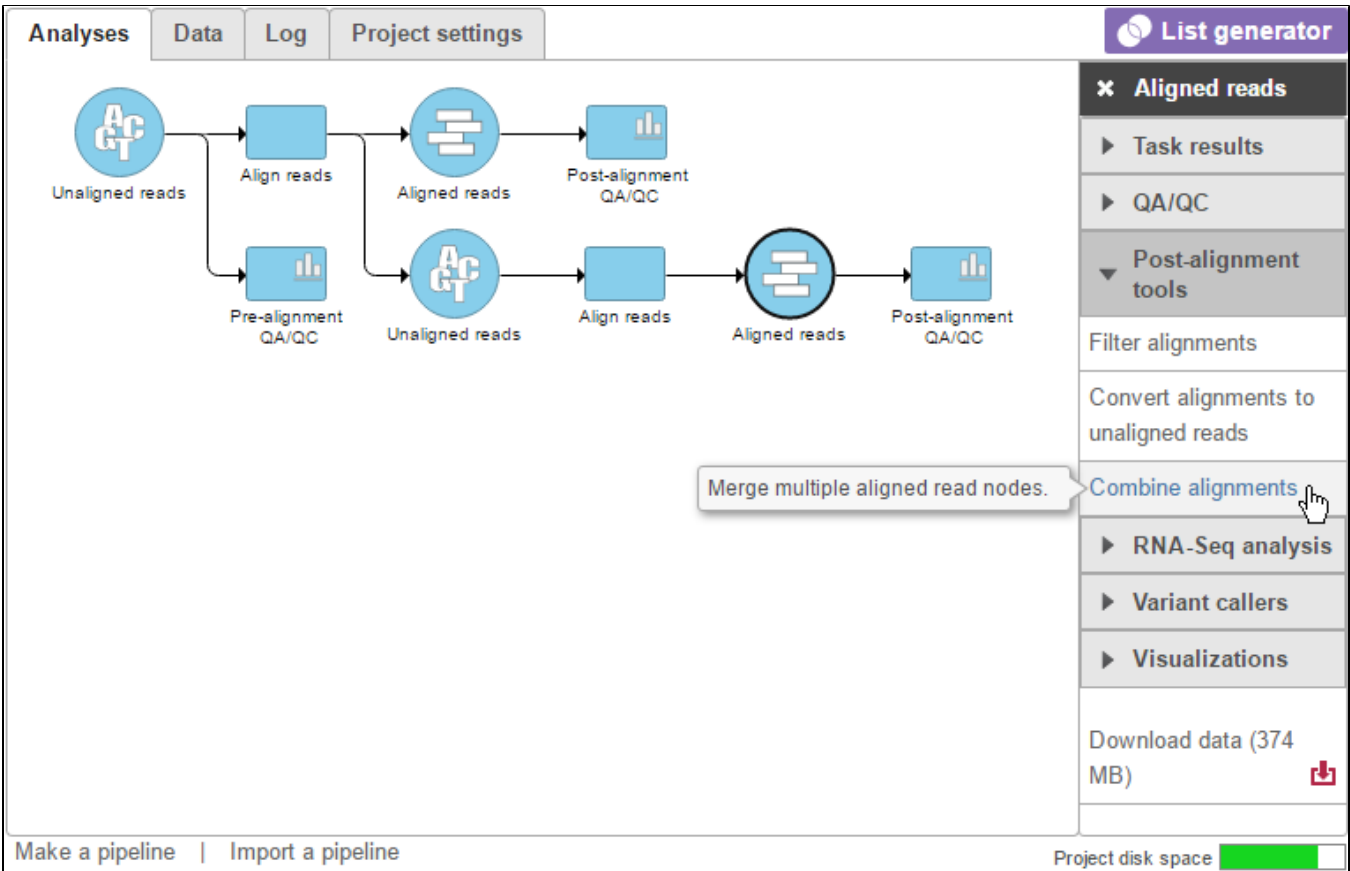 Analyses
Data
Log
Project settings
List generator
ACGT
Unaligned reads
Align reads
Aligned reads
Post-alignment
QA/QC
Pre-alignment
QA/QC
ACGT
Unaligned reads
Align reads
Aligned reads
Post-alignment
QA/QC
Aligned reads
Task results
QA/QC
Post-alignment
tools
Filter alignments
Convert alignments to
unaligned reads
Merge multiple aligned read nodes.
Combine alignments
RNA-Seq analysis
Variant callers
Visualizations
Download data (374
MB)
Make a pipeline | Import a pipeline
Project disk space